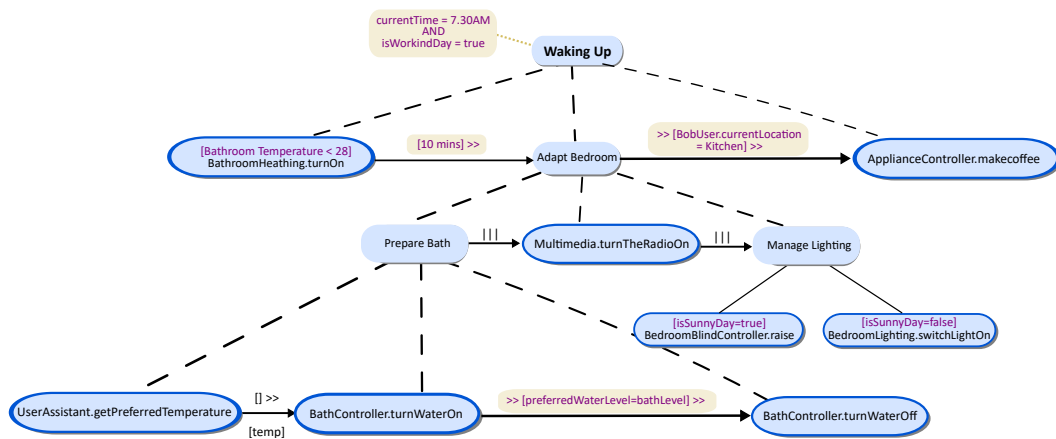 currentTime = 7.30AM
AND
isWorkindDay = true
Waking Up
[Bathroom Temperature < 28]
BathroomHeathing.turnOn
[10 mins] >>
Adapt Bedroom
>> [BobUser.currentLocation
= Kitchen] >>
ApplianceController.makecoffee
Prepare Bath
|||
Multimedia.turnTheRadioOn
|||
Manage Lighting
[isSunnyDay=true]
BedroomBlindController.raise
[isSunnyDay=false]
BedroomLighting.switchLightOn
UserAssistant.getPreferredTemperature
[] >>
[temp]
BathController.turnWaterOn
>> [preferredWaterLevel=bathLevel] >>
BathController.turnWaterOff